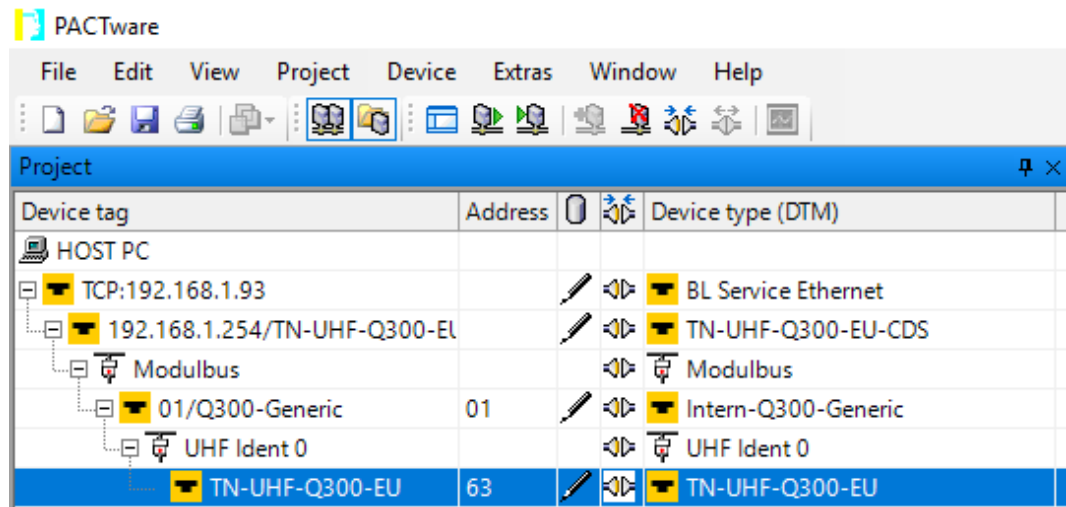 PACTware
File Edit View Project Device Extras Window Help
Project
Device tag Address Device type (DTM)
HOST PC
TCP:192.168.1.93 BL Service Ethernet
192.168.1.254/TN-UHF-Q300-EU TN-UHF-Q300-EU-CDS
Modulbus Modulbus
01/Q300-Generic 01 Intern-Q300-Generic
UHF Ident 0 UHF Ident 0
TN-UHF-Q300-EU 63 TN-UHF-Q300-EU